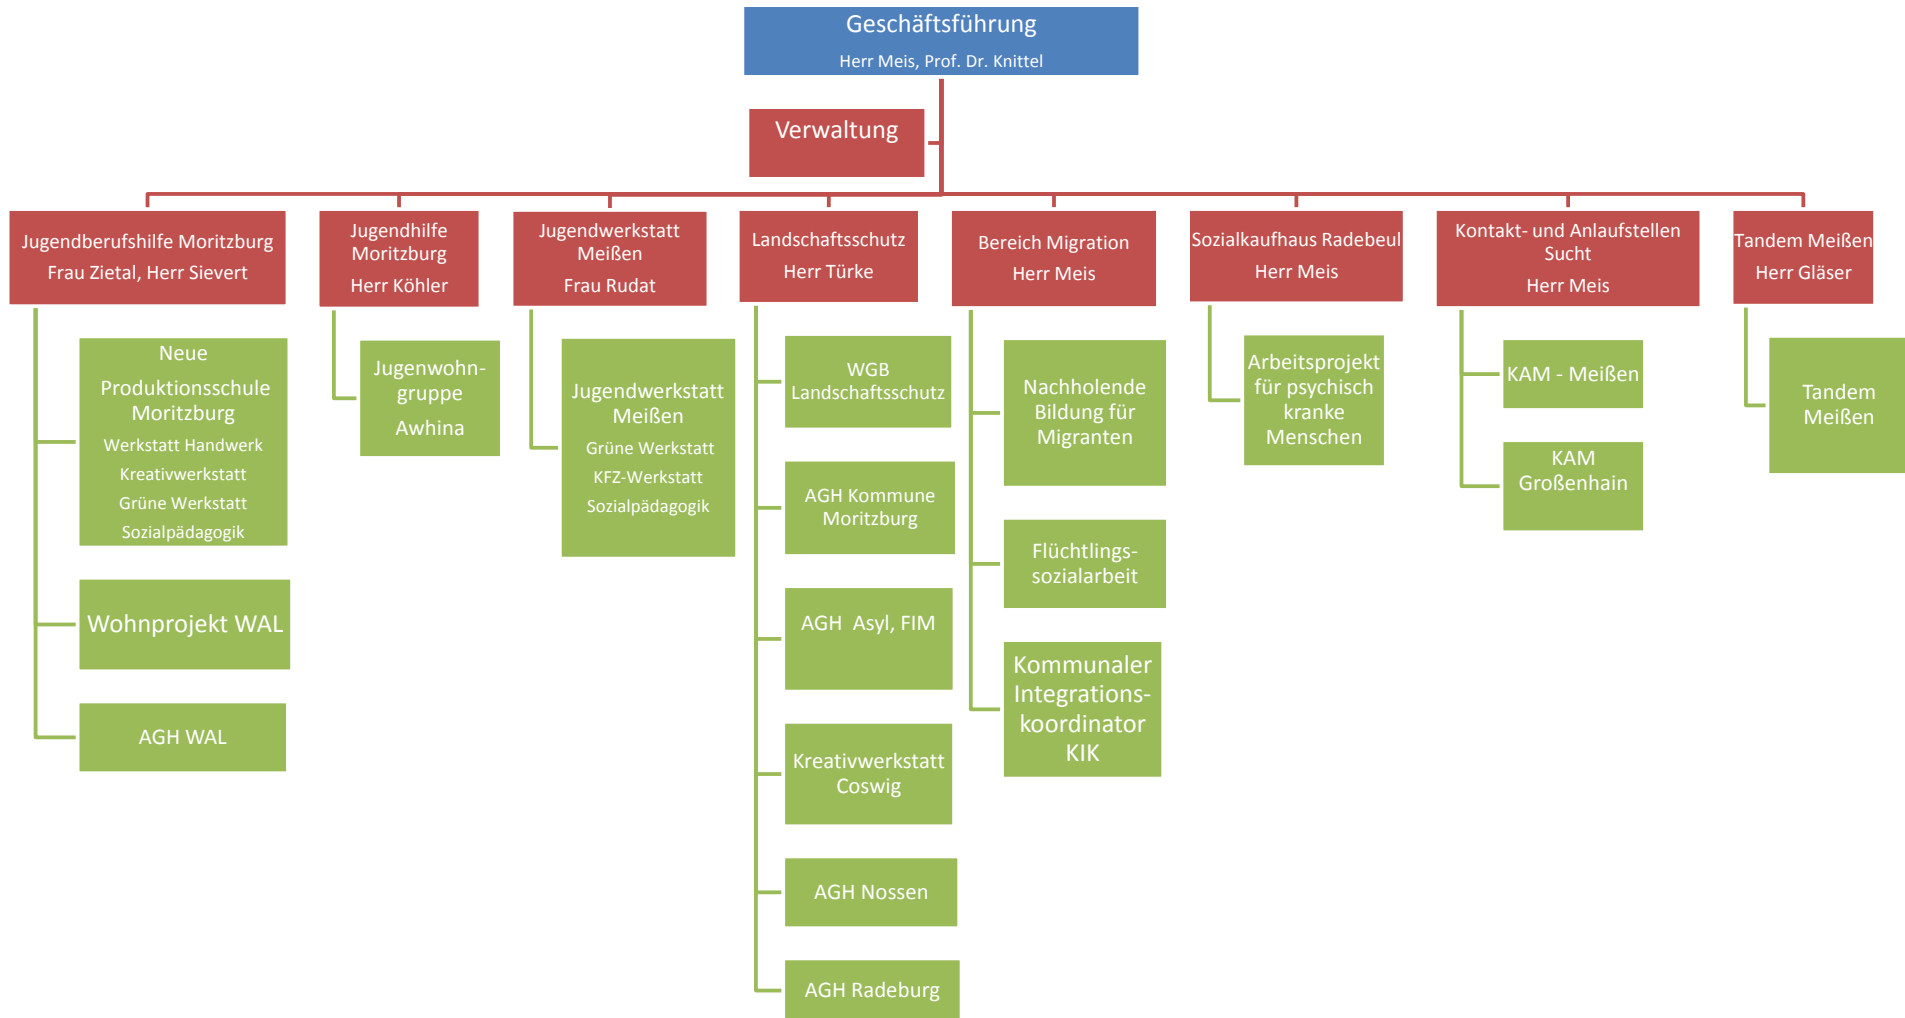 Geschäftsführung
Herr Meis, Prof. Dr. Knittel
Verwaltung
Jugendberufshilfe Moritzburg
Frau Zietal, Herr Sievert
Jugendhilfe
Moritzburg
Herr Köhler
Jugendwerkstatt
Meißen
Frau Rudat
Landschaftsschutz
Herr Türke
Bereich Migration
Herr Meis
Sozialkaufhaus Radebeul
Herr Meis
Kontakt- und Anlaufstellen
Sucht
Herr Meis
Tandem Meißen
Herr Gläser
Neue
Produktionsschule
Moritzburg
Werkstatt Handwerk
Kreativwerkstatt
Grüne Werkstatt
Sozialpädagogik
Wohnprojekt WAL
AGH WAL
Jugenwohn-
gruppe
Awhina
Jugendwerkstatt
Meißen
Grüne Werkstatt
KFZ-Werkstatt
Sozialpädagogik
WGB
Landschaftsschutz
AGH Kommune
Moritzburg
AGH  Asyl, FIM
Kreativwerkstatt
Coswig
AGH Nossen
AGH Radeburg
Nachholende
Bildung für
Migranten
Flüchtlings-
sozialarbeit
Kommunaler
Integrations-
koordinator
KIK
Arbeitsprojekt
für psychisch
kranke
Menschen
KAM - Meißen
KAM
Großenhain
Tandem
Meißen